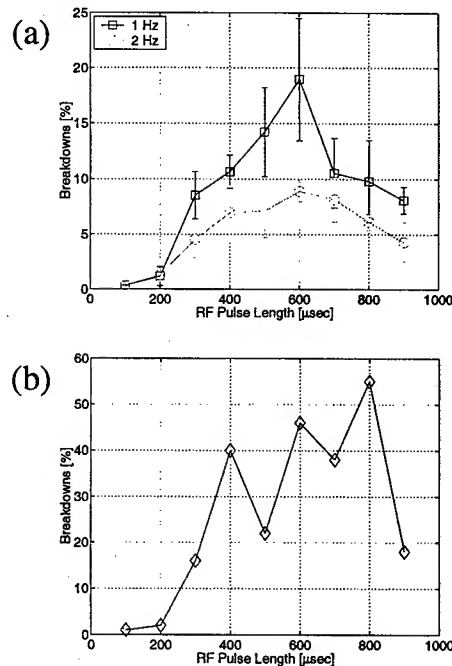 (a)
1 Hz
2 Hz
25
20
15
10
5
0
Breakdowns [%]
0 200 400 600 800 1000
RF Pulse Length [μsec]
(b)
60
50
40
30
20
10
0
Breakdowns [%]
0 200 400 600 800 1000
RF Pulse Length [μsec]